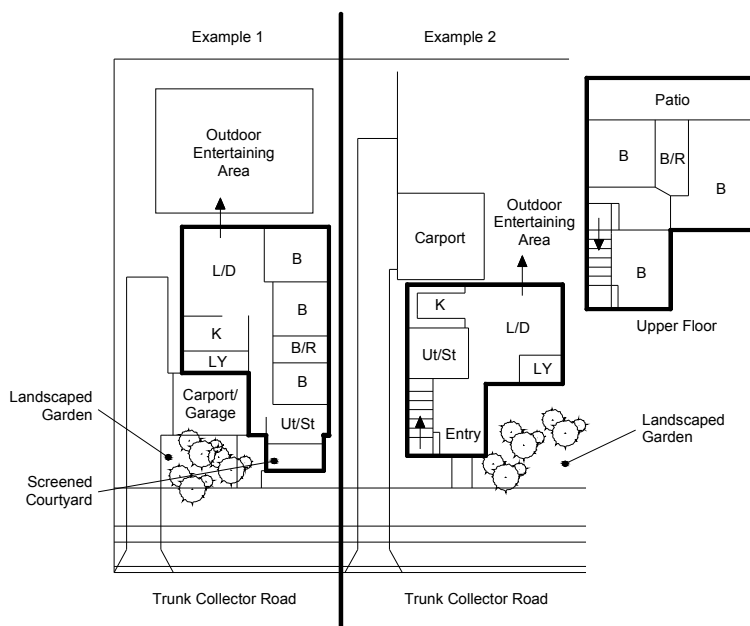 Example 1
Outdoor
Entertaining
Area
L/D
B
B
K
B/R
LY
B
Carport/
Garage
Ut/St
Landscaped
Garden
Screened
Courtyard
Trunk Collector Road
Example 2
Carport
Outdoor
Entertaining
Area
K
L/D
Ut/St
LY
Entry
Landscaped
Garden
Trunk Collector Road
Patio
B
B/R
B
B
Upper Floor